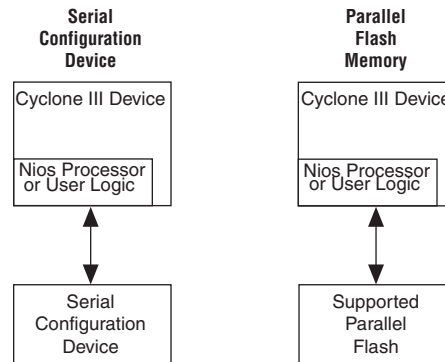 Serial
Configuration
Device
Cyclone III Device
Nios Processor
or User Logic
Serial
Configuration
Device
Parallel
Flash
Memory
Cyclone III Device
Nios Processor
or User Logic
Supported
Parallel
Flash